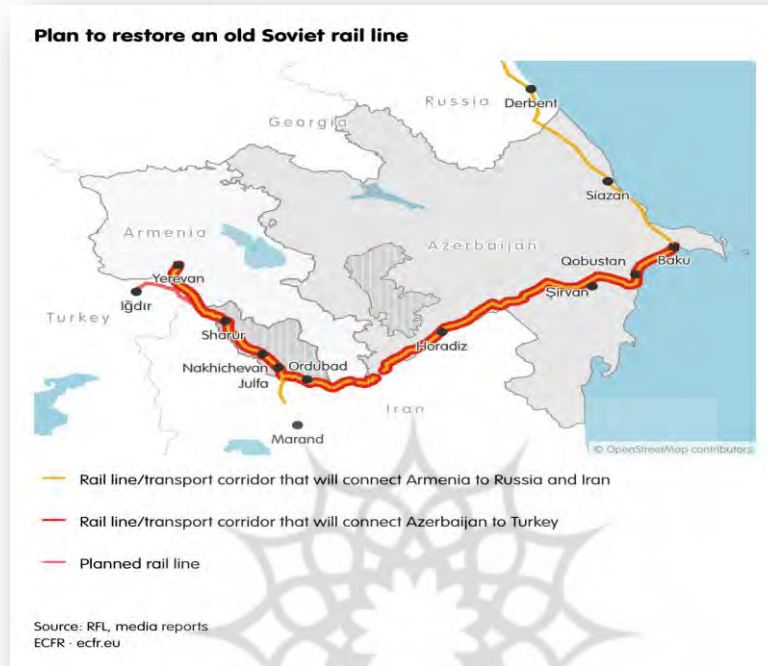 Plan to restore an old Soviet rail line
Russia
Derbent
Georgia
Siazan
Armenia
Azerbaijan
Qobustan
Baku
Yerevan
Şirvan
Iğdır
Turkey
Sharur
Horadiz
Nakhichevan
Ordubad
Julfa
Iran
Marand
© OpenStreetMap contributors
Rail line/transport corridor that will connect Armenia to Russia and Iran
Rail line/transport corridor that will connect Azerbaijan to Turkey
Planned rail line
Source: RFL, media reports
ECFR - ecfr.eu